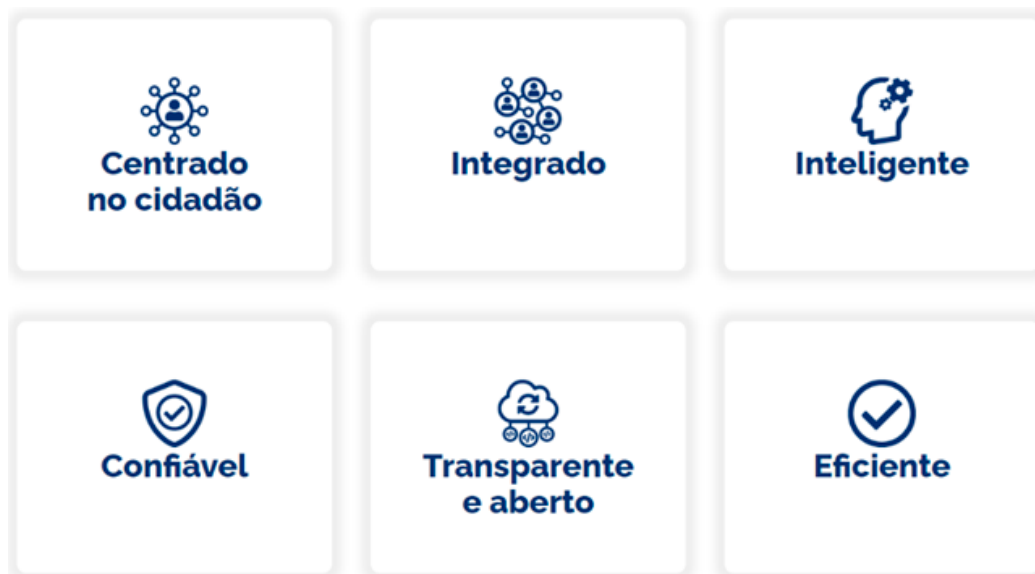 Centrado
no cidadão
Integrado
Inteligente
Confiável
Transparente
e aberto
Eficiente